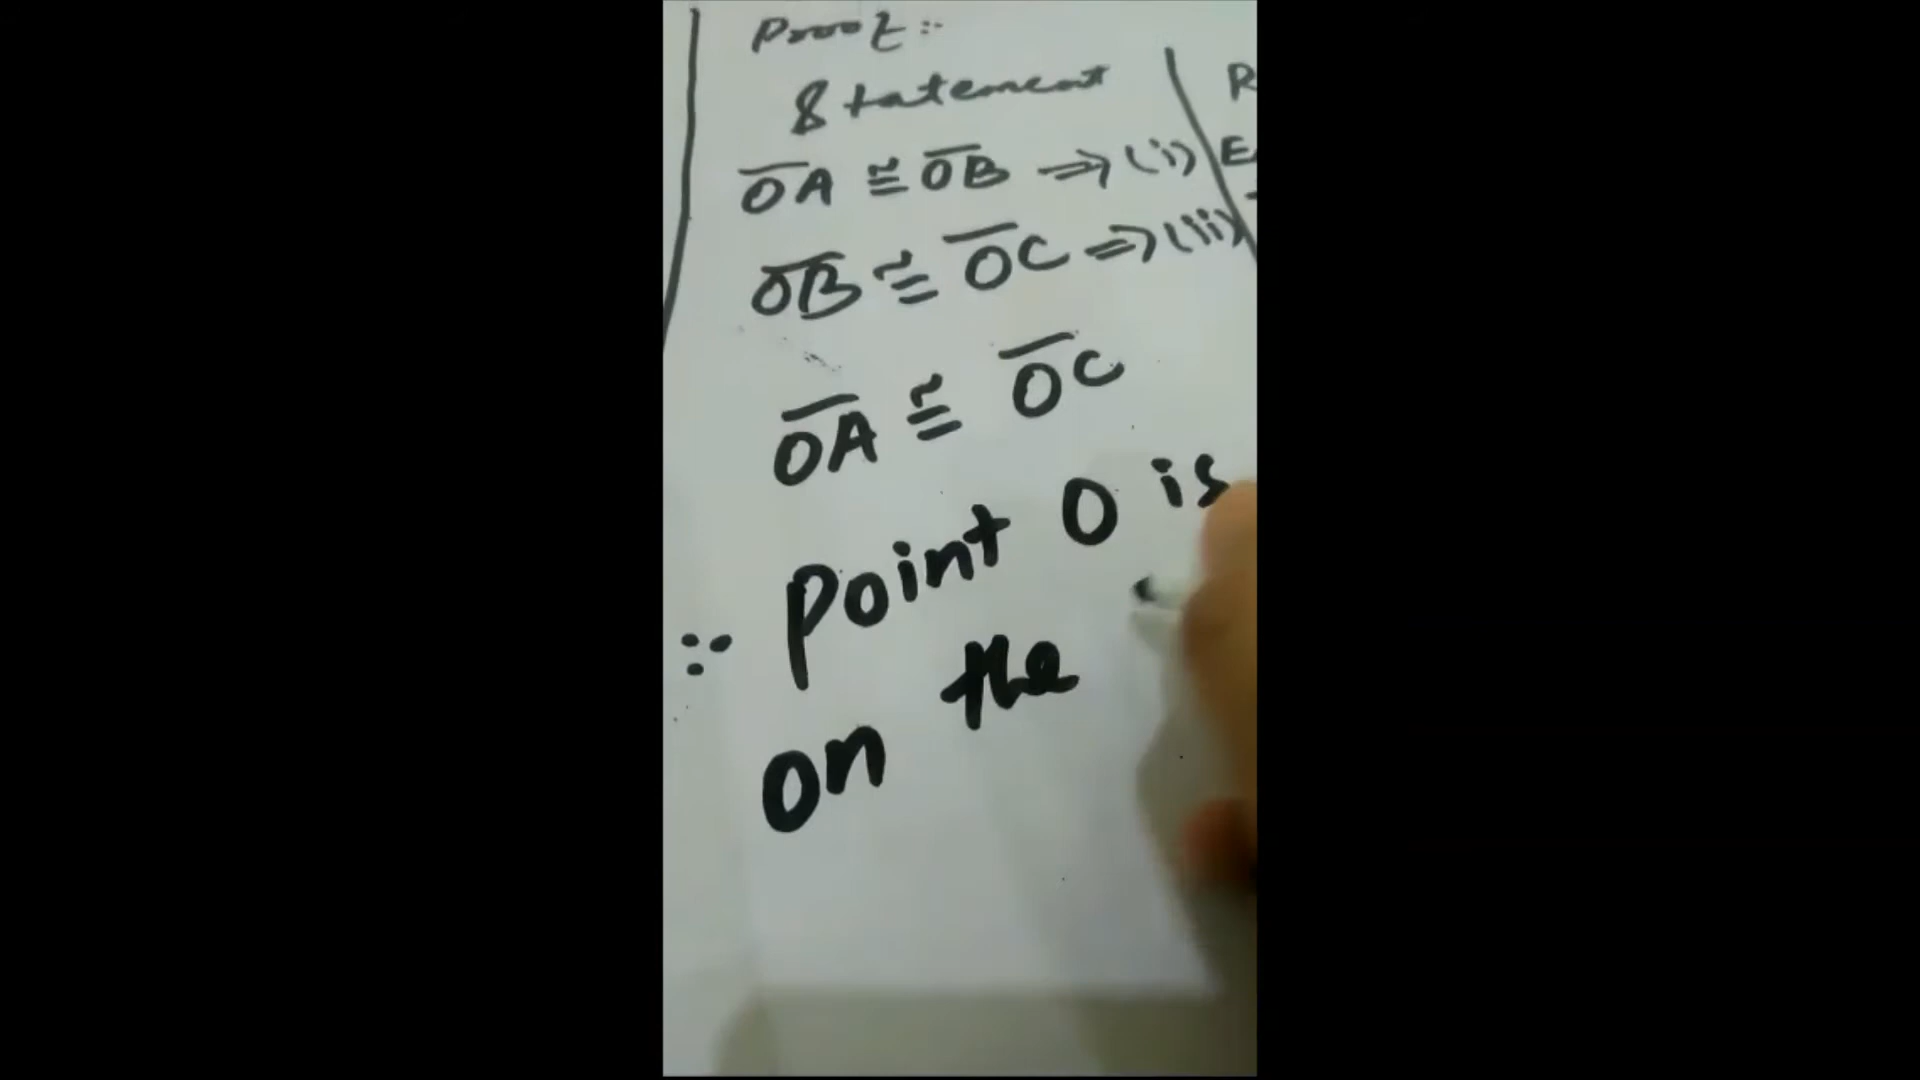 Proof :-
Statement R
OA ≅ OB ⇒ (i) E
OB ≅ OC ⇒ (ii)
OA ≅ OC
∵ Point O is
on the